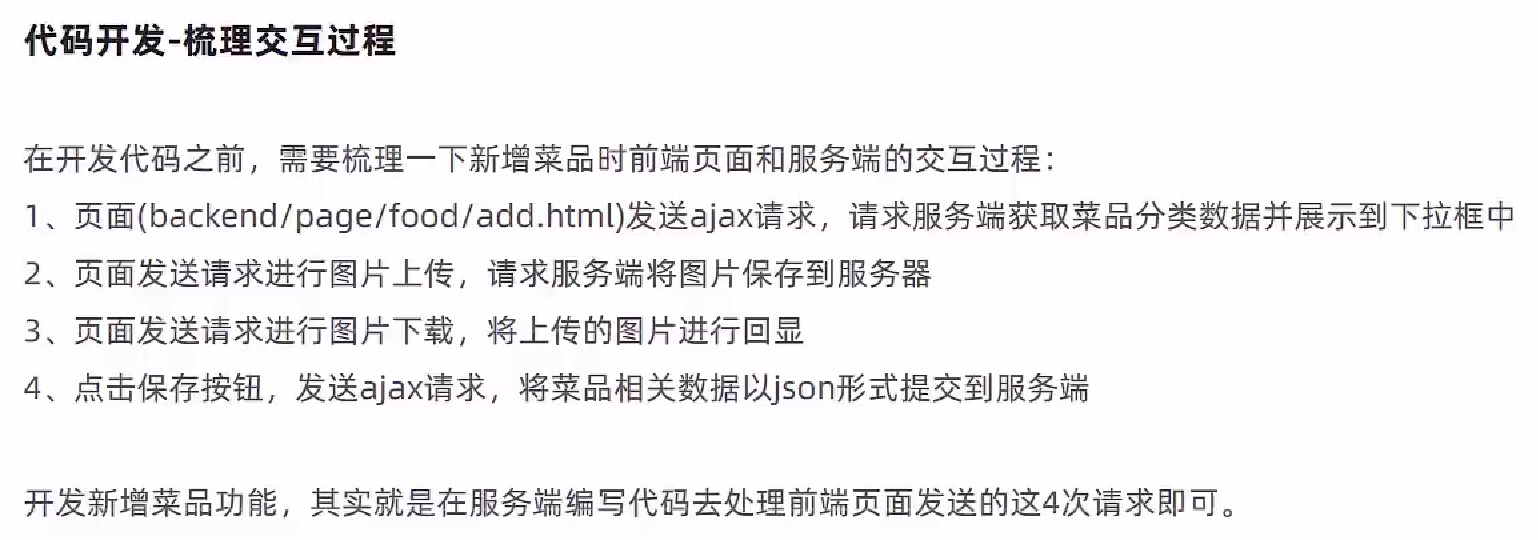 代码开发-梳理交互过程
在开发代码之前，需要梳理一下新增菜品时前端页面和服务端的交互过程：
1、页面(backend/page/food/add.html)发送ajax请求，请求服务端获取菜品分类数据并展示到下拉框中
2、页面发送请求进行图片上传，请求服务端将图片保存到服务器
3、页面发送请求进行图片下载，将上传的图片进行回显
4、点击保存按钮，发送ajax请求，将菜品相关数据以json形式提交到服务端
开发新增菜品功能，其实就是在服务端编写代码去处理前端页面发送的这4次请求即可。